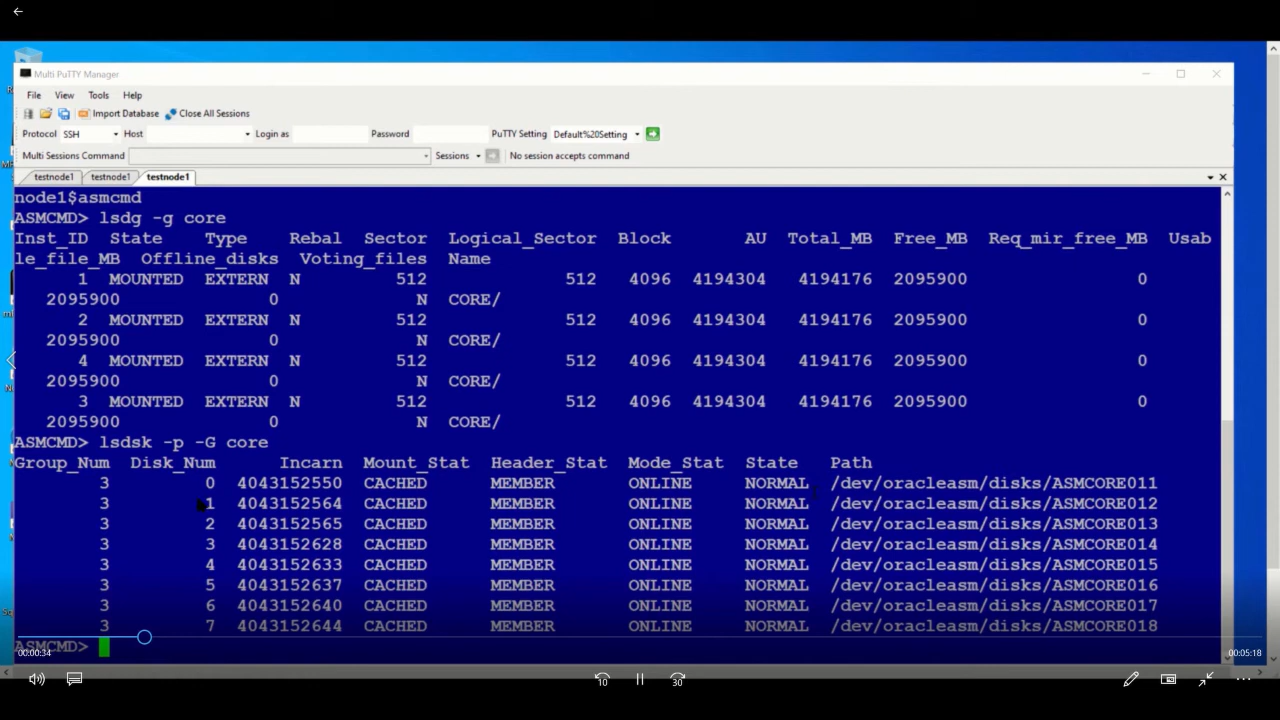 Multi PuTTY Manager
File View Tools Help
Import Database Close All Sessions
Protocol SSH Host Login as Password PuTTY Setting Default%20Setting
Multi Sessions Command Sessions No session accepts command
testnode1 testnode1 testnode1
node1$asmcmd
ASMCMD> lsdg -g core
Inst_ID State Type Rebal Sector Logical_Sector Block AU Total_MB Free_MB Req_mir_free_MB Usab
le_file_MB Offline_disks Voting_files Name
1 MOUNTED EXTERN N 512 512 4096 4194304 4194176 2095900 0
2095900 0 N CORE/
2 MOUNTED EXTERN N 512 512 4096 4194304 4194176 2095900 0
2095900 0 N CORE/
4 MOUNTED EXTERN N 512 512 4096 4194304 4194176 2095900 0
2095900 0 N CORE/
3 MOUNTED EXTERN N 512 512 4096 4194304 4194176 2095900 0
2095900 0 N CORE/
ASMCMD> lsdsk -p -G core
Group_Num Disk_Num Incarn Mount_Stat Header_Stat Mode_Stat State Path
3 0 4043152550 CACHED MEMBER ONLINE NORMAL /dev/oracleasm/disks/ASMCORE011
3 1 4043152564 CACHED MEMBER ONLINE NORMAL /dev/oracleasm/disks/ASMCORE012
3 2 4043152565 CACHED MEMBER ONLINE NORMAL /dev/oracleasm/disks/ASMCORE013
3 3 4043152628 CACHED MEMBER ONLINE NORMAL /dev/oracleasm/disks/ASMCORE014
3 4 4043152633 CACHED MEMBER ONLINE NORMAL /dev/oracleasm/disks/ASMCORE015
3 5 4043152637 CACHED MEMBER ONLINE NORMAL /dev/oracleasm/disks/ASMCORE016
3 6 4043152640 CACHED MEMBER ONLINE NORMAL /dev/oracleasm/disks/ASMCORE017
3 7 4043152644 CACHED MEMBER ONLINE NORMAL /dev/oracleasm/disks/ASMCORE018
ASMCMD>
00:00:34 00:05:18
10 30